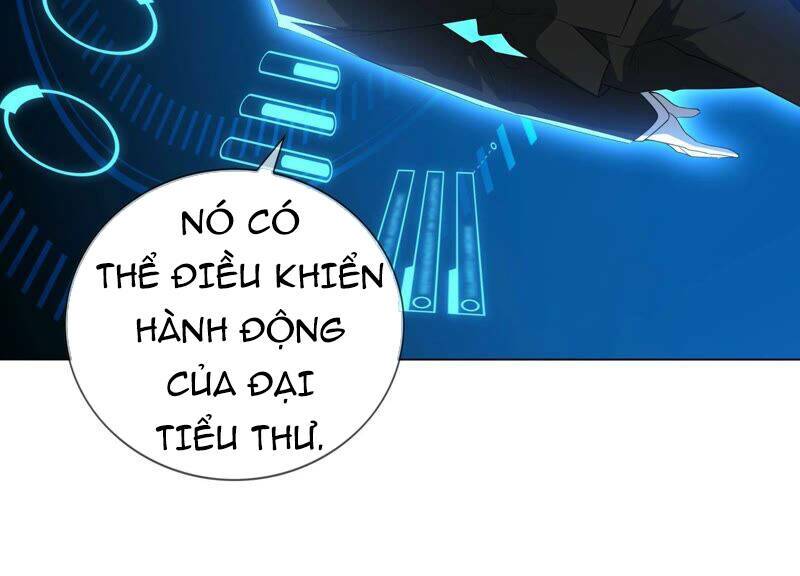 NÓ CÓ
THỂ ĐIỀU KHIỂN
HÀNH ĐỘNG
CỦA ĐẠI
TIỂU THƯ.